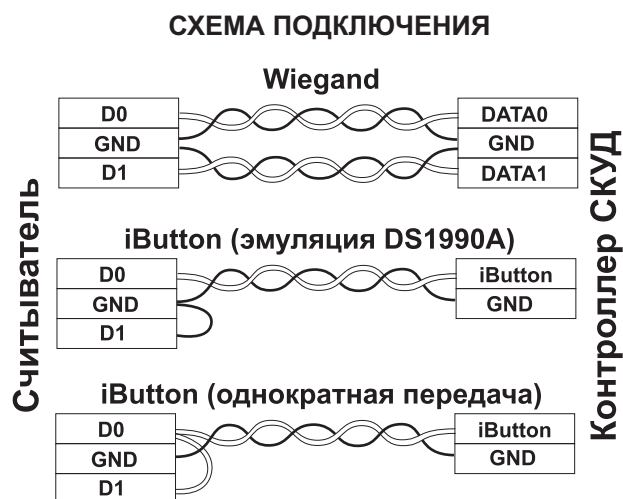 СХЕМА ПОДКЛЮЧЕНИЯ
Считыватель
Контроллер СКУД
Wiegand
D0 DATA0
GND GND
D1 DATA1
iButton (эмуляция DS1990A)
D0 iButton
GND GND
D1
iButton (однократная передача)
D0 iButton
GND GND
D1